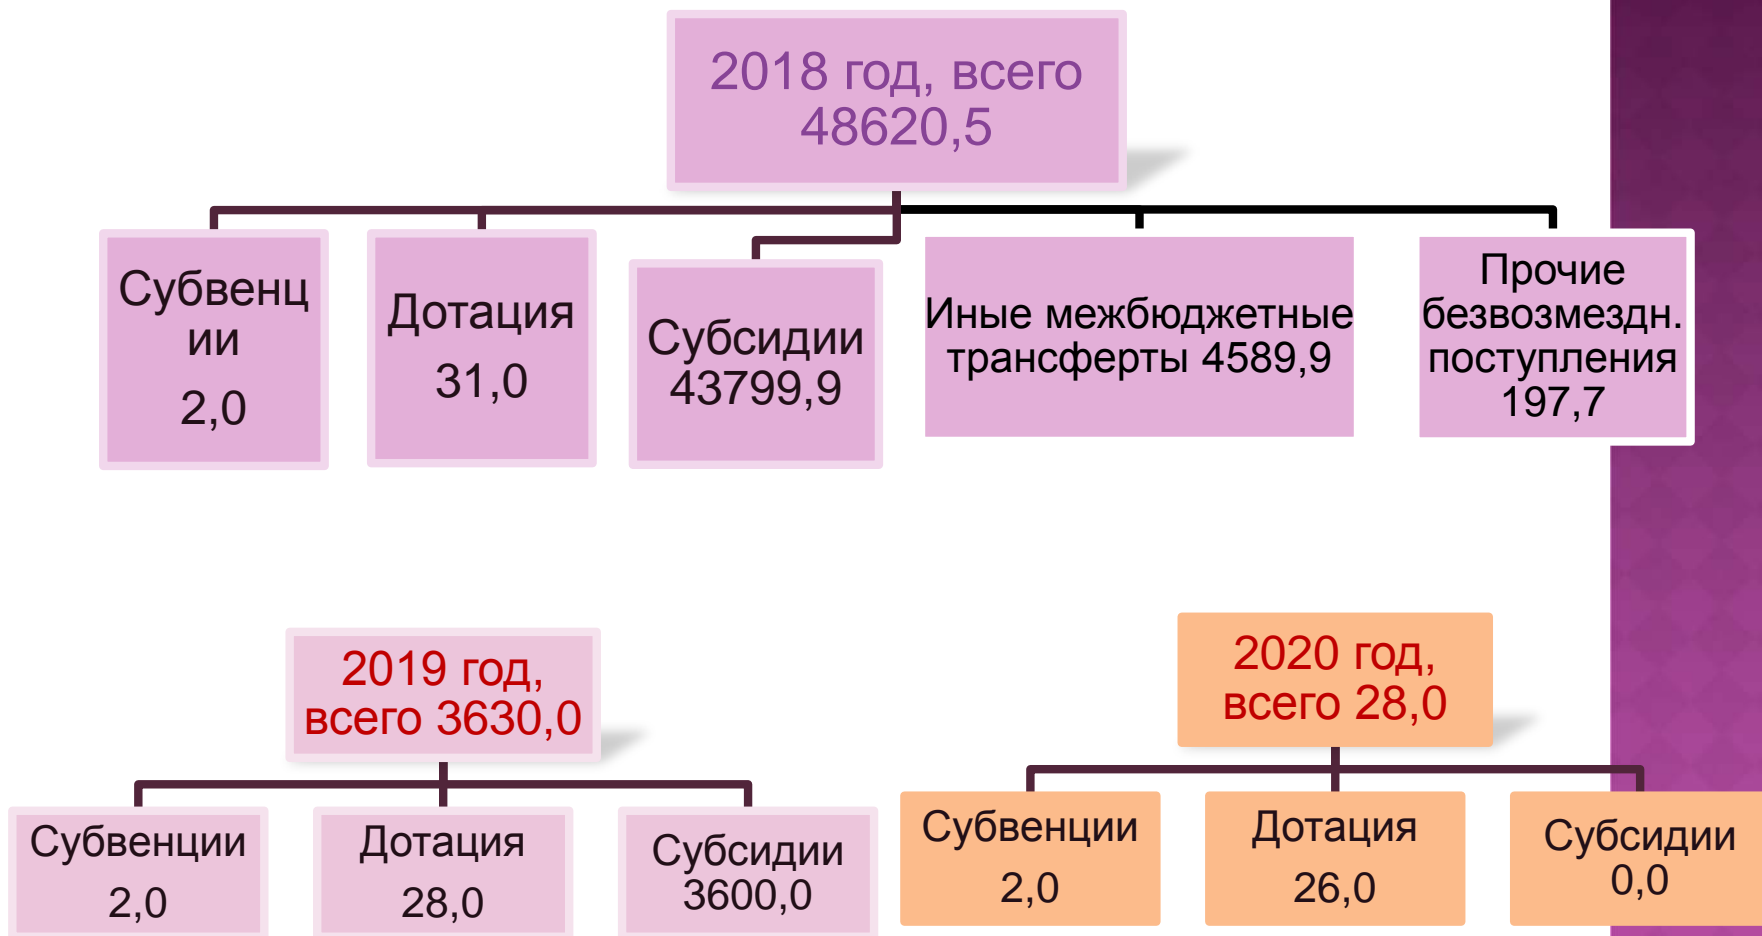 2018 год, всего
48620,5
Субвенц
ии
2,0
Дотация
31,0
Субсидии
43799,9
Иные межбюджетные
трансферты 4589,9
Прочие
безвозмездн.
поступления
197,7
2019 год,
всего 3630,0
Субвенции
2,0
Дотация
28,0
Субсидии
3600,0
2020 год,
всего 28,0
Субвенции
2,0
Дотация
26,0
Субсидии
0,0